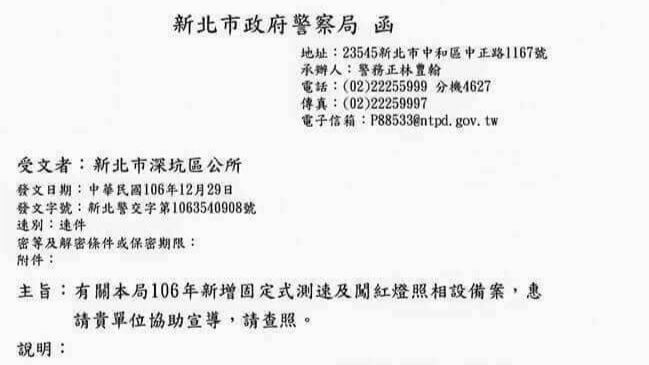 新北市政府警察局 函
地址：23545新北市中和區中正路1167號
承辦人：警務正林豐翰
電話：(02)22255999 分機4627
傳真：(02)22259997
電子信箱：P88533@ntpd.gov.tw
受文者：新北市深坑區公所
發文日期：中華民國106年12月29日
發文字號：新北警交字第1063540908號
速別：速件
密等及解密條件或保密期限：
附件：
主旨：有關本局106年新增固定式測速及闖紅燈照相設備案，惠
請貴單位協助宣導，請查照。
說明：